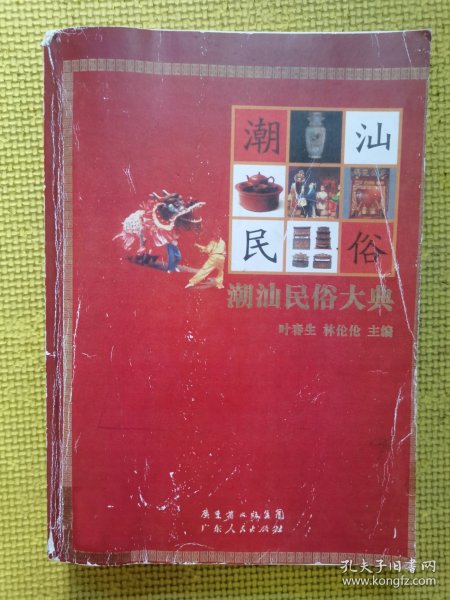 潮 汕
民 俗
潮汕民俗大典
叶春生 林伦伦 主编
广东省出版集团
广东人民出版社
孔夫子旧书网
www.kongfz.com